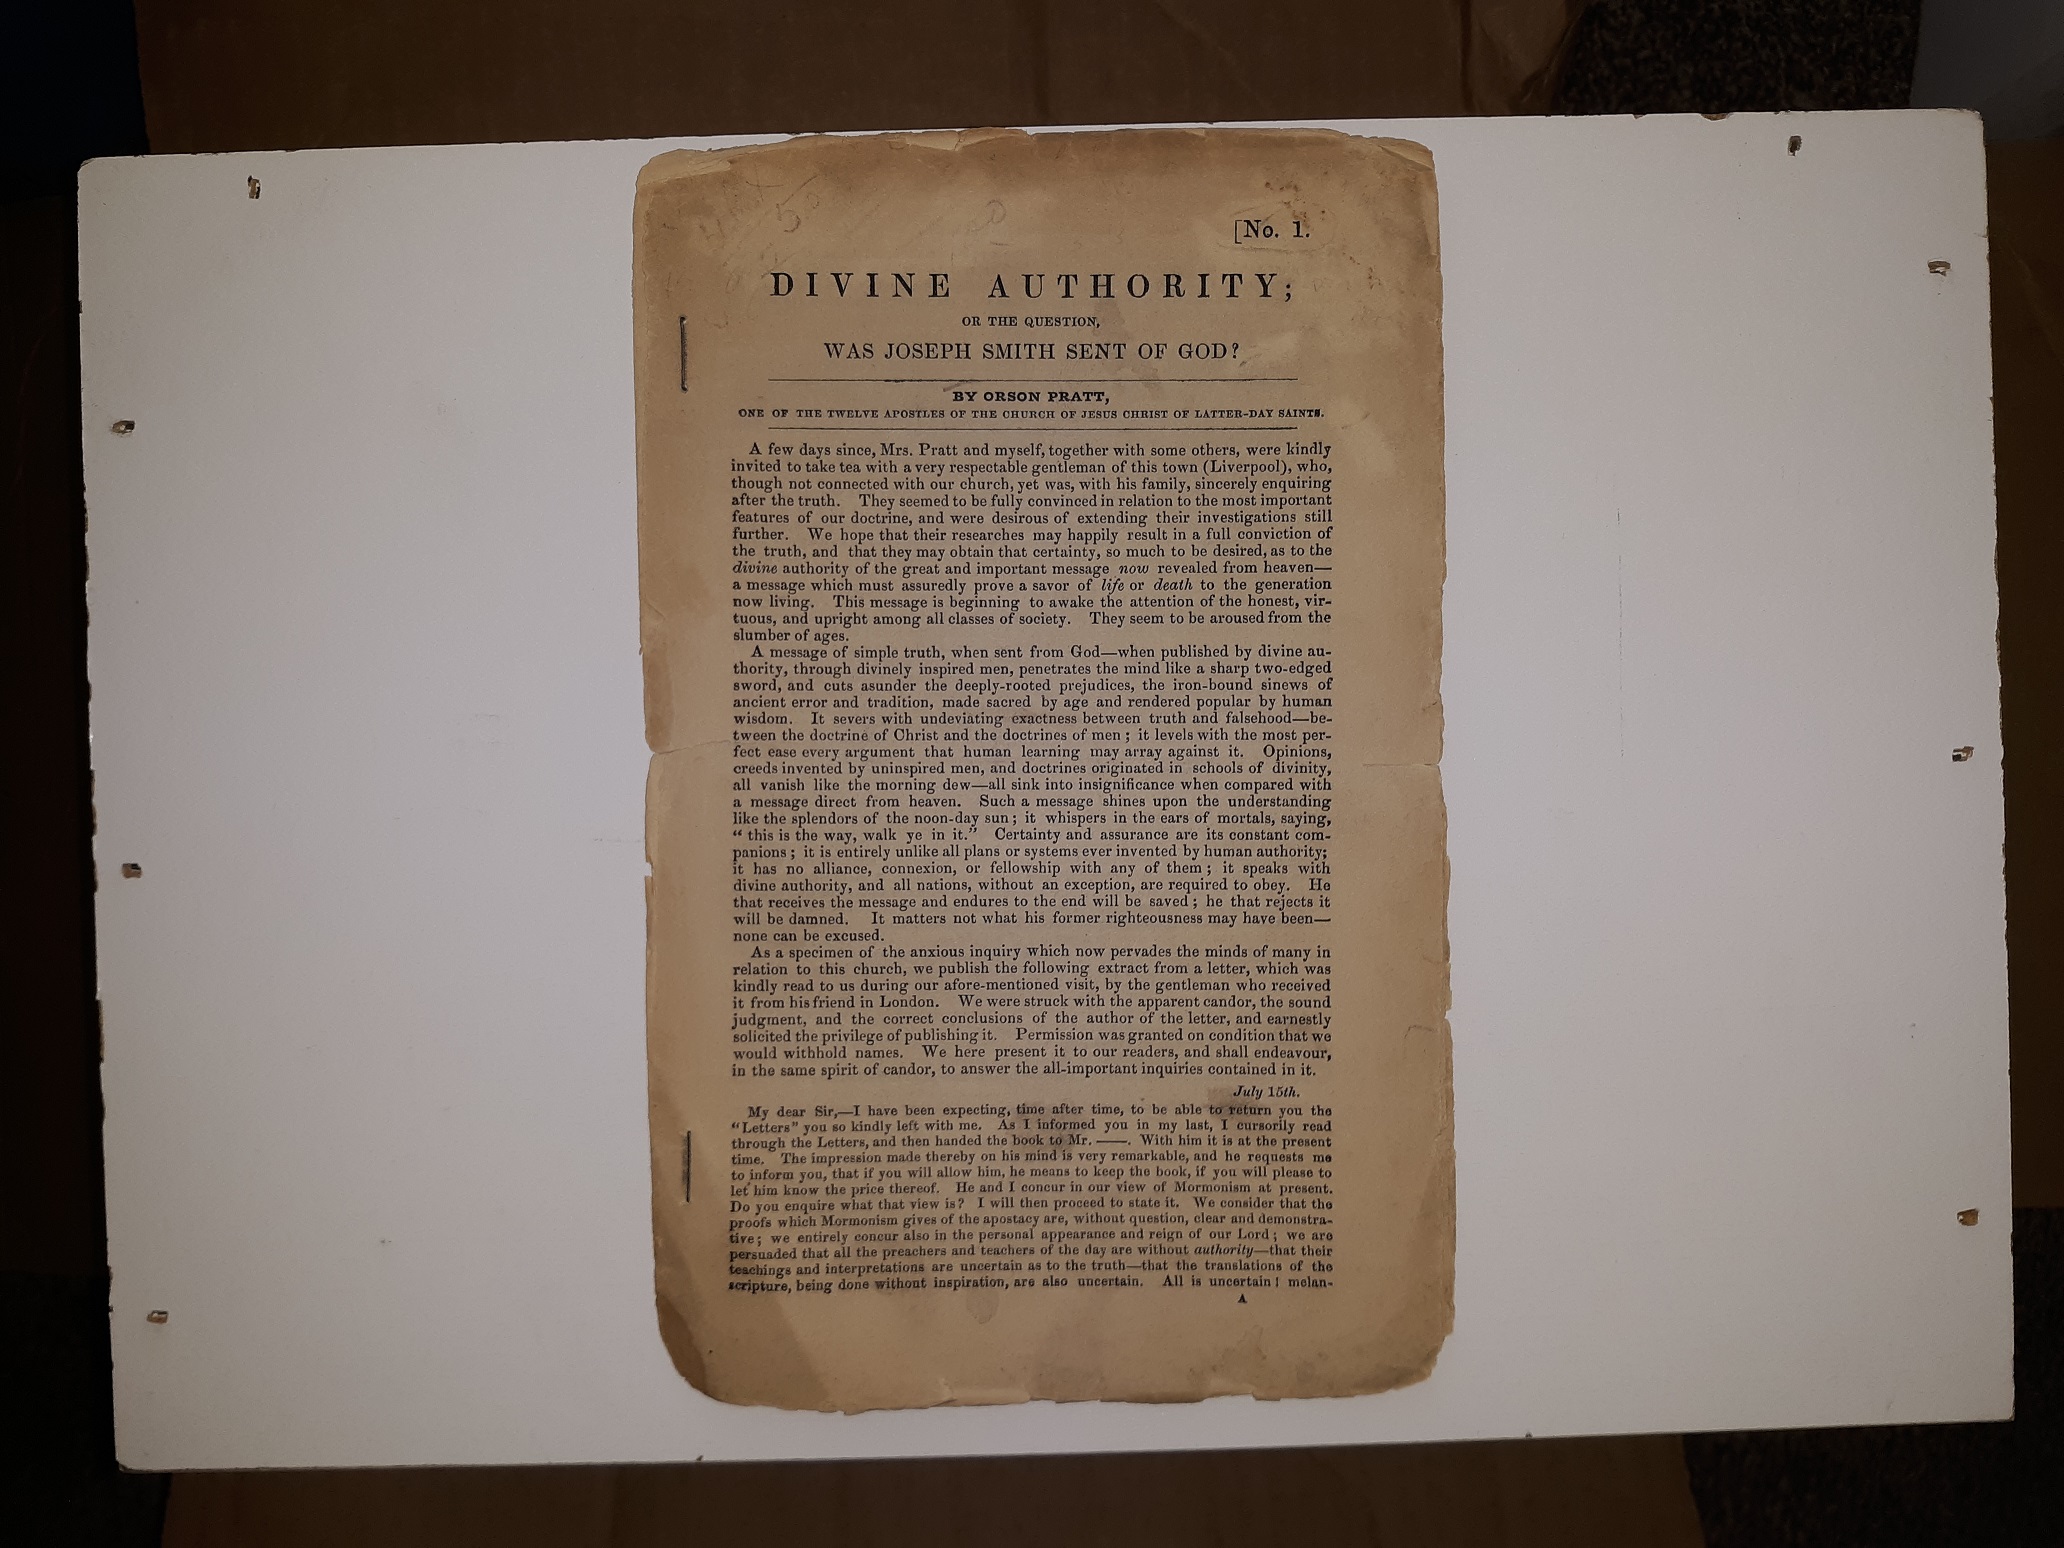 [No. 1.
DIVINE AUTHORITY;
OR THE QUESTION,
WAS JOSEPH SMITH SENT OF GOD?
BY ORSON PRATT,
ONE OF THE TWELVE APOSTLES OF THE CHURCH OF JESUS CHRIST OF LATTER-DAY SAINTS.
A few days since, Mrs. Pratt and myself, together with some others, were kindly
invited to take tea with a very respectable gentleman of this town (Liverpool), who,
though not connected with our church, yet was, with his family, sincerely enquiring
after the truth. They seemed to be fully convinced in relation to the most important
features of our doctrine, and were desirous of extending their investigations still
further. We hope that their researches may happily result in a full conviction of
the truth, and that they may obtain that certainty, so much to be desired, as to the
divine authority of the great and important message now revealed from heaven—
a message which must assuredly prove a savor of life or death to the generation
now living. This message is beginning to awake the attention of the honest, vir-
tuous, and upright among all classes of society. They seem to be aroused from the
slumber of ages.
A message of simple truth, when sent from God—when published by divine au-
thority, through divinely inspired men, penetrates the mind like a sharp two-edged
sword, and cuts asunder the deeply-rooted prejudices, the iron-bound sinews of
ancient error and tradition, made sacred by age and rendered popular by human
wisdom. It severs with undeviating exactness between truth and falsehood—be-
tween the doctrine of Christ and the doctrines of men; it levels with the most per-
fect ease every argument that human learning may array against it. Opinions,
creeds invented by uninspired men, and doctrines originated in schools of divinity,
all vanish like the morning dew—all sink into insignificance when compared with
a message direct from heaven. Such a message shines upon the understanding
like the splendors of the noon-day sun; it whispers in the ears of mortals, saying,
“this is the way, walk ye in it.” Certainty and assurance are its constant com-
panions; it is entirely unlike all plans or systems ever invented by human authority;
it has no alliance, connexion, or fellowship with any of them; it speaks with
divine authority, and all nations, without an exception, are required to obey. He
that receives the message and endures to the end will be saved; he that rejects it
will be damned. It matters not what his former righteousness may have been—
none can be excused.
As a specimen of the anxious inquiry which now pervades the minds of many in
relation to this church, we publish the following extract from a letter, which was
kindly read to us during our afore-mentioned visit, by the gentleman who received
it from his friend in London. We were struck with the apparent candor, the sound
judgment, and the correct conclusions of the author of the letter, and earnestly
solicited the privilege of publishing it. Permission was granted on condition that we
would withhold names. We here present it to our readers, and shall endeavour,
in the same spirit of candor, to answer the all-important inquiries contained in it.
July 15th.
My dear Sir,—I have been expecting, time after time, to be able to return you the
“Letters” you so kindly left with me. As I informed you in my last, I cursorily read
through the Letters, and then handed the book to Mr. ——. With him it is at the present
time. The impression made thereby on his mind is very remarkable, and he requests me
to inform you, that if you will allow him, he means to keep the book, if you will please to
let him know the price thereof. He and I concur in our view of Mormonism at present.
Do you enquire what that view is? I will then proceed to state it. We consider that the
proofs which Mormonism gives of the apostacy are, without question, clear and demonstra-
tive; we entirely concur also in the personal appearance and reign of our Lord; we are
persuaded that all the preachers and teachers of the day are without authority—that their
teachings and interpretations are uncertain as to the truth—that the translations of the
scripture, being done without inspiration, are also uncertain. All is uncertain! melan-
A